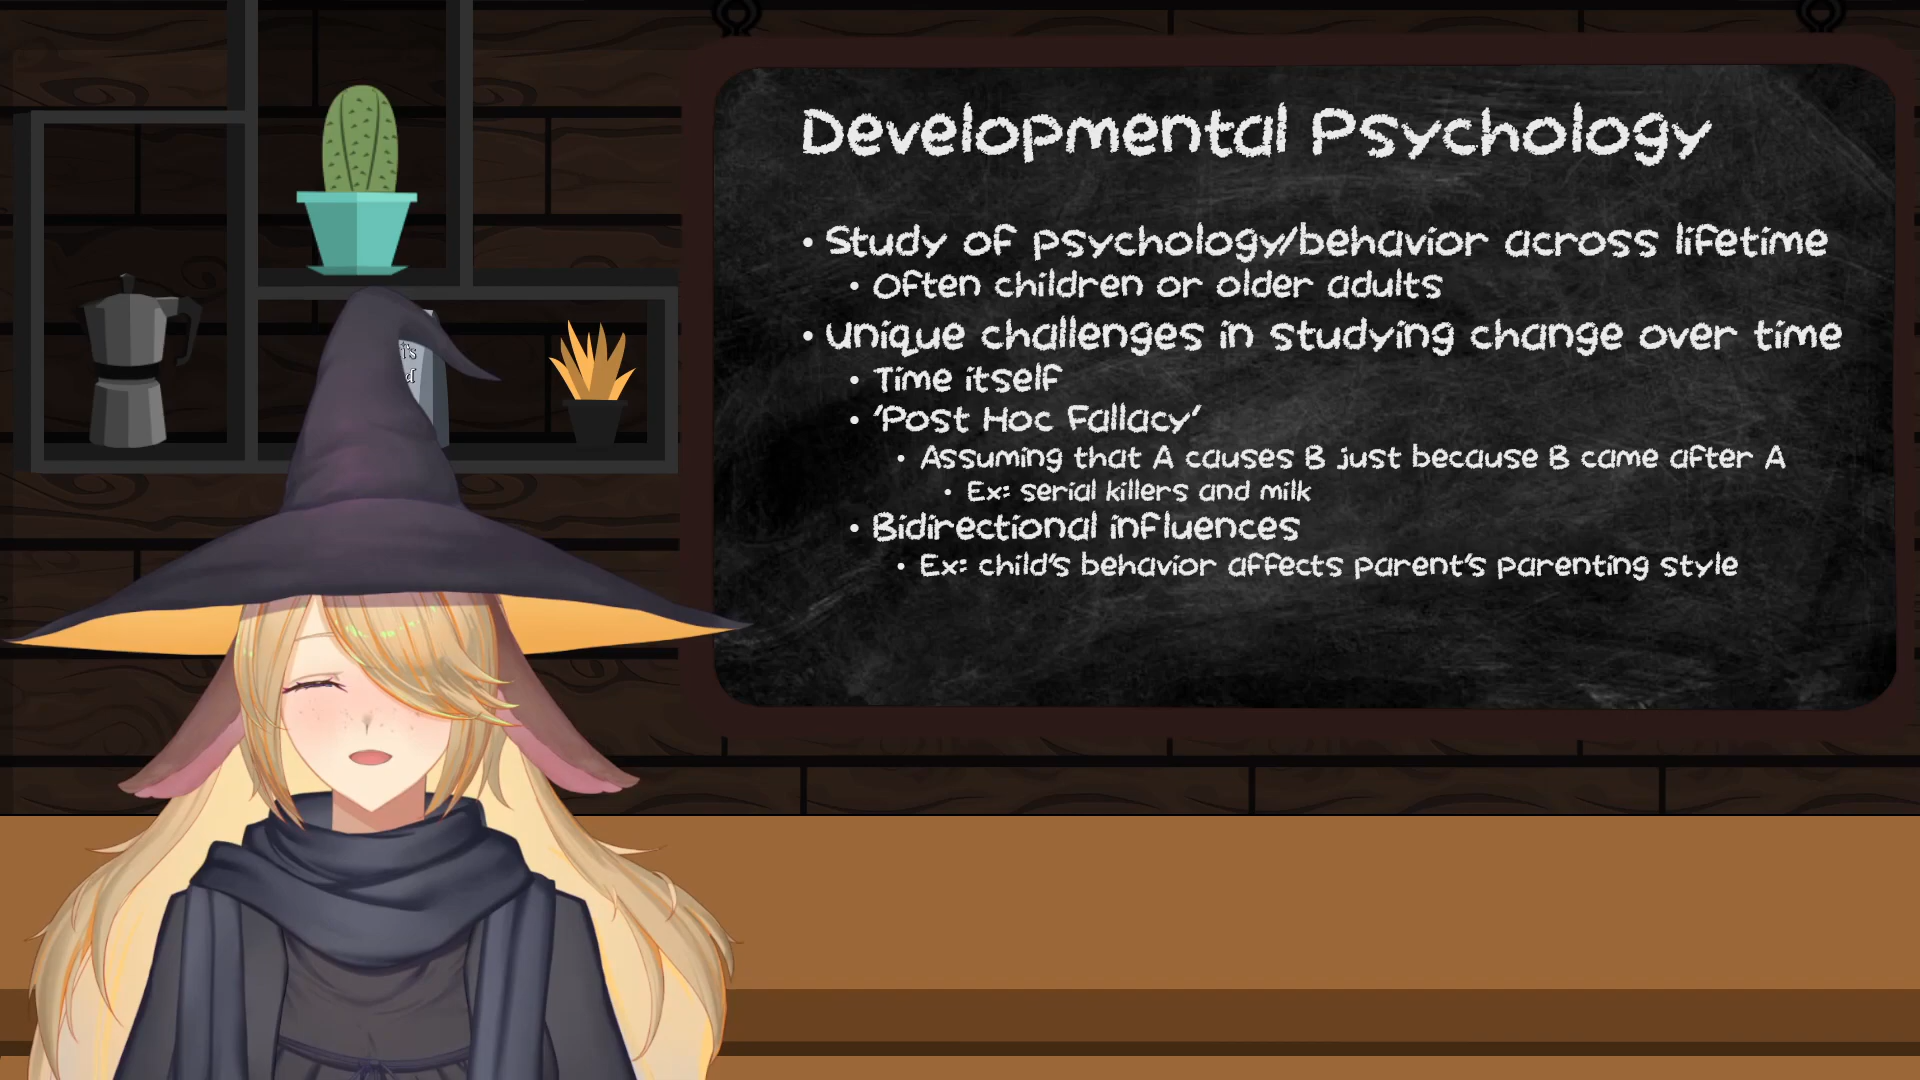 Developmental Psychology
• Study of psychology/behavior across lifetime
• Often children or older adults
• Unique challenges in studying change over time
• Time itself
• 'Post Hoc Fallacy'
• Assuming that A causes B just because B came after A
• Ex: serial killers and milk
• Bidirectional influences
• Ex: child's behavior affects parent's parenting style